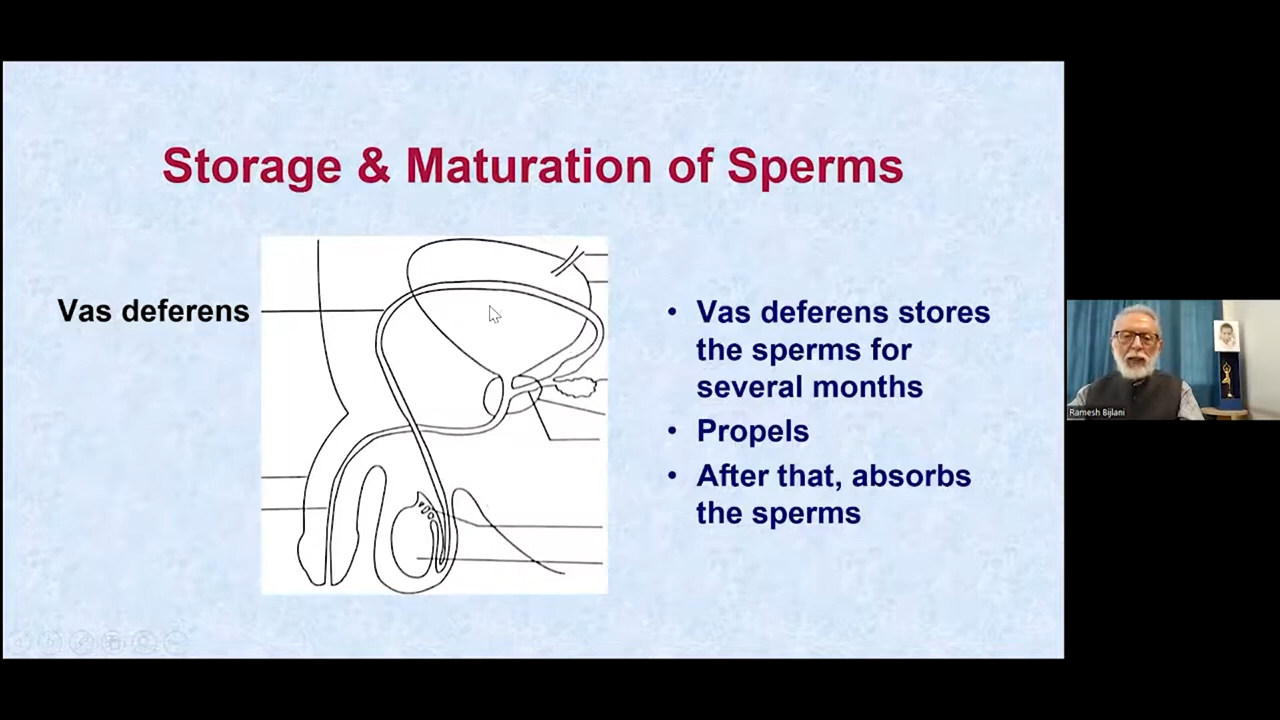 Storage & Maturation of Sperms
Vas deferens
• Vas deferens stores
the sperms for
several months
• Propels
• After that, absorbs
the sperms
Ramesh Bijlani